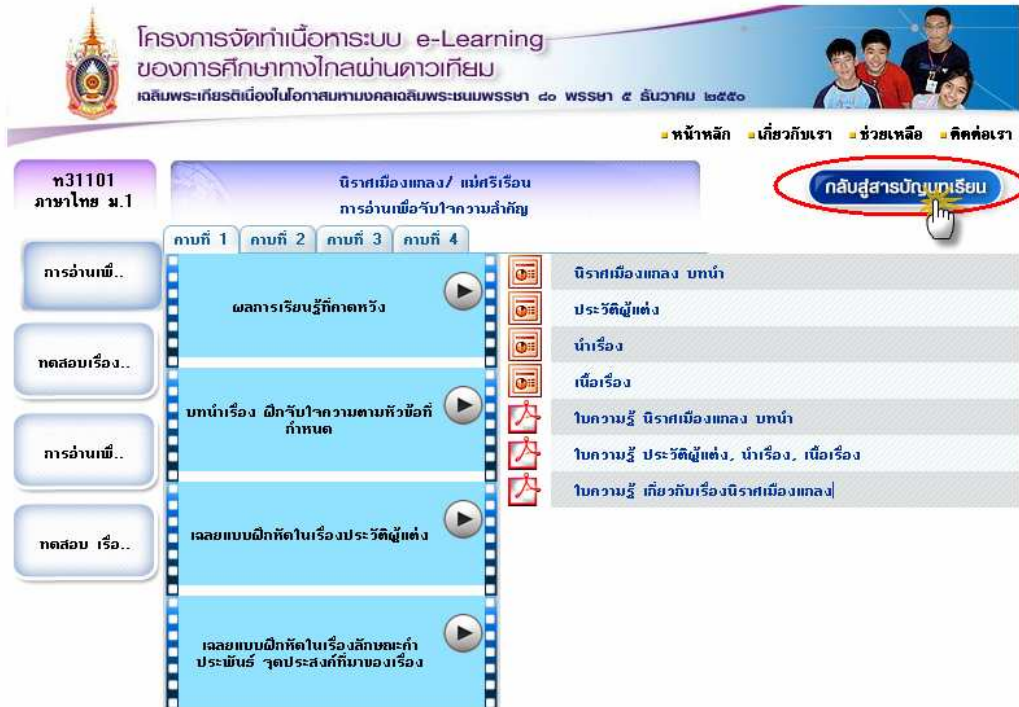 โครงการจัดทำเนื้อหาระบบ e-Learning
ของการศึกษาทางไกลผ่านดาวเทียม
เฉลิมพระเกียรติเนื่องในโอกาสมหามงคลเฉลิมพระชนมพรรษา ๘๐ พรรษา ๕ ธันวาคม ๒๕๕๐
หน้าหลัก เกี่ยวกับเรา ช่วยเหลือ ติดต่อเรา
ท31101
ภาษาไทย ม.1
นิราศเมืองแกลง/ แม่ศรีเรือน
การอ่านเพื่อจับใจความสำคัญ
กลับสู่สารบัญบทเรียน
คาบที่ 1 คาบที่ 2 คาบที่ 3 คาบที่ 4
การอ่านเพื่..
ทดสอบเรื่อง..
การอ่านเพื่..
ทดสอบ เรื่อ..
ผลการเรียนรู้ที่คาดหวัง
บทนำเรื่อง ฝึกจับใจความตามหัวข้อที่
กำหนด
เฉลยแบบฝึกหัดในเรื่องประวัติผู้แต่ง
เฉลยแบบฝึกหัดในเรื่องลักษณะคำ
ประพันธ์ จุดประสงค์ที่มาของเรื่อง
นิราศเมืองแกลง บทนำ
ประวัติผู้แต่ง
นำเรื่อง
เนื้อเรื่อง
ใบความรู้ นิราศเมืองแกลง บทนำ
ใบความรู้ ประวัติผู้แต่ง, นำเรื่อง, เนื้อเรื่อง
ใบความรู้ เกี่ยวกับเรื่องนิราศเมืองแกลง